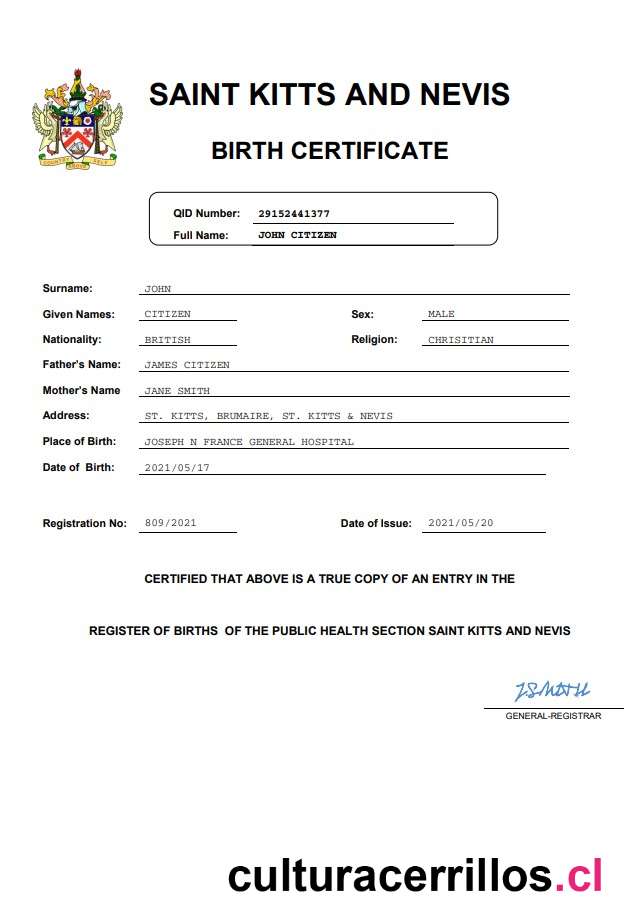 SAINT KITTS AND NEVIS
BIRTH CERTIFICATE
QID Number: 29152441377
Full Name: JOHN CITIZEN
Surname: JOHN
Given Names: CITIZEN Sex: MALE
Nationality: BRITISH Religion: CHRISITIAN
Father's Name: JAMES CITIZEN
Mother's Name JANE SMITH
Address: ST. KITTS, BRUMAIRE, ST. KITTS & NEVIS
Place of Birth: JOSEPH N FRANCE GENERAL HOSPITAL
Date of Birth: 2021/05/17
Registration No: 809/2021 Date of Issue: 2021/05/20
CERTIFIED THAT ABOVE IS A TRUE COPY OF AN ENTRY IN THE
REGISTER OF BIRTHS OF THE PUBLIC HEALTH SECTION SAINT KITTS AND NEVIS
GENERAL-REGISTRAR
culturacerrillos.cl